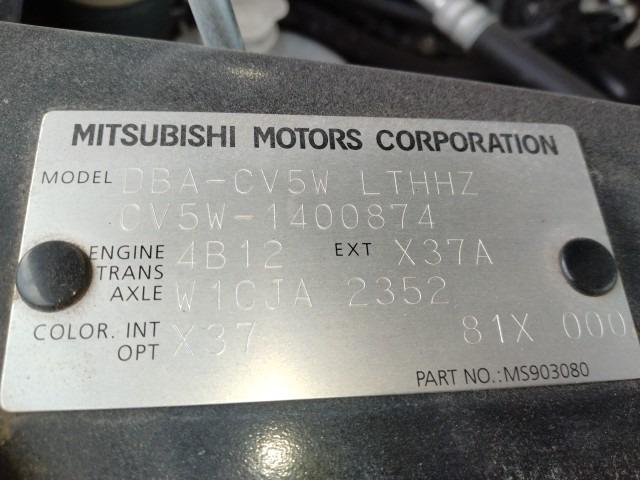 MITSUBISHI MOTORS CORPORATION
MODEL DBA-CV5W LTHHZ
CV5W-1400874
ENGINE 4B12 EXT X37A
TRANS AXLE W1CJA 2352
COLOR. INT OPT X37 81X 000
PART NO.:MS903080